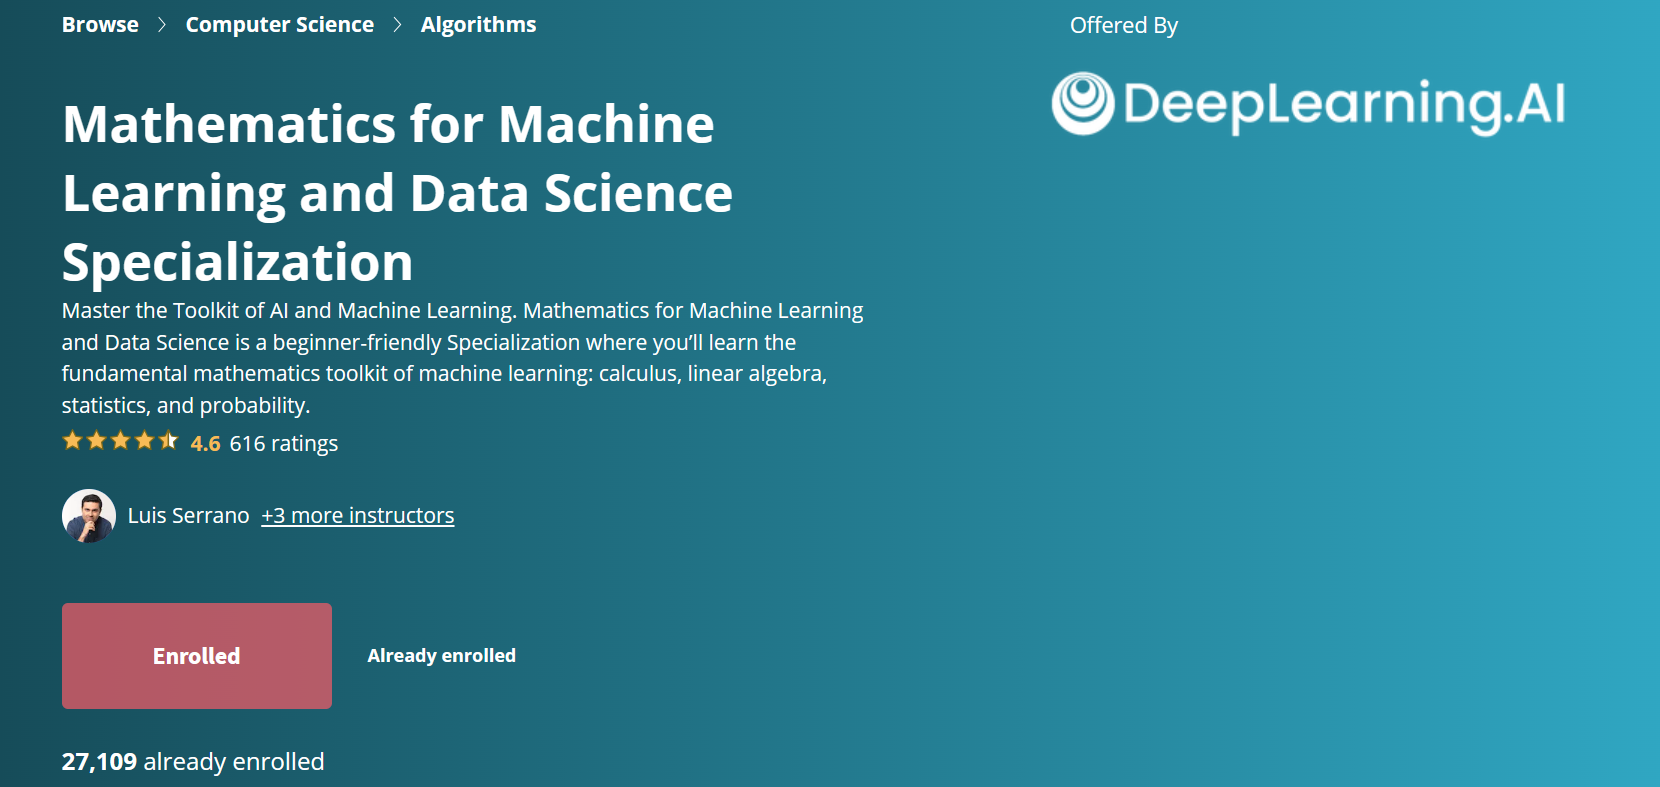 Browse > Computer Science > Algorithms
Offered By
DeepLearning.AI
Mathematics for Machine
Learning and Data Science
Specialization
Master the Toolkit of AI and Machine Learning. Mathematics for Machine Learning
and Data Science is a beginner-friendly Specialization where you’ll learn the
fundamental mathematics toolkit of machine learning: calculus, linear algebra,
statistics, and probability.
4.6 616 ratings
Luis Serrano +3 more instructors
Enrolled
Already enrolled
27,109 already enrolled